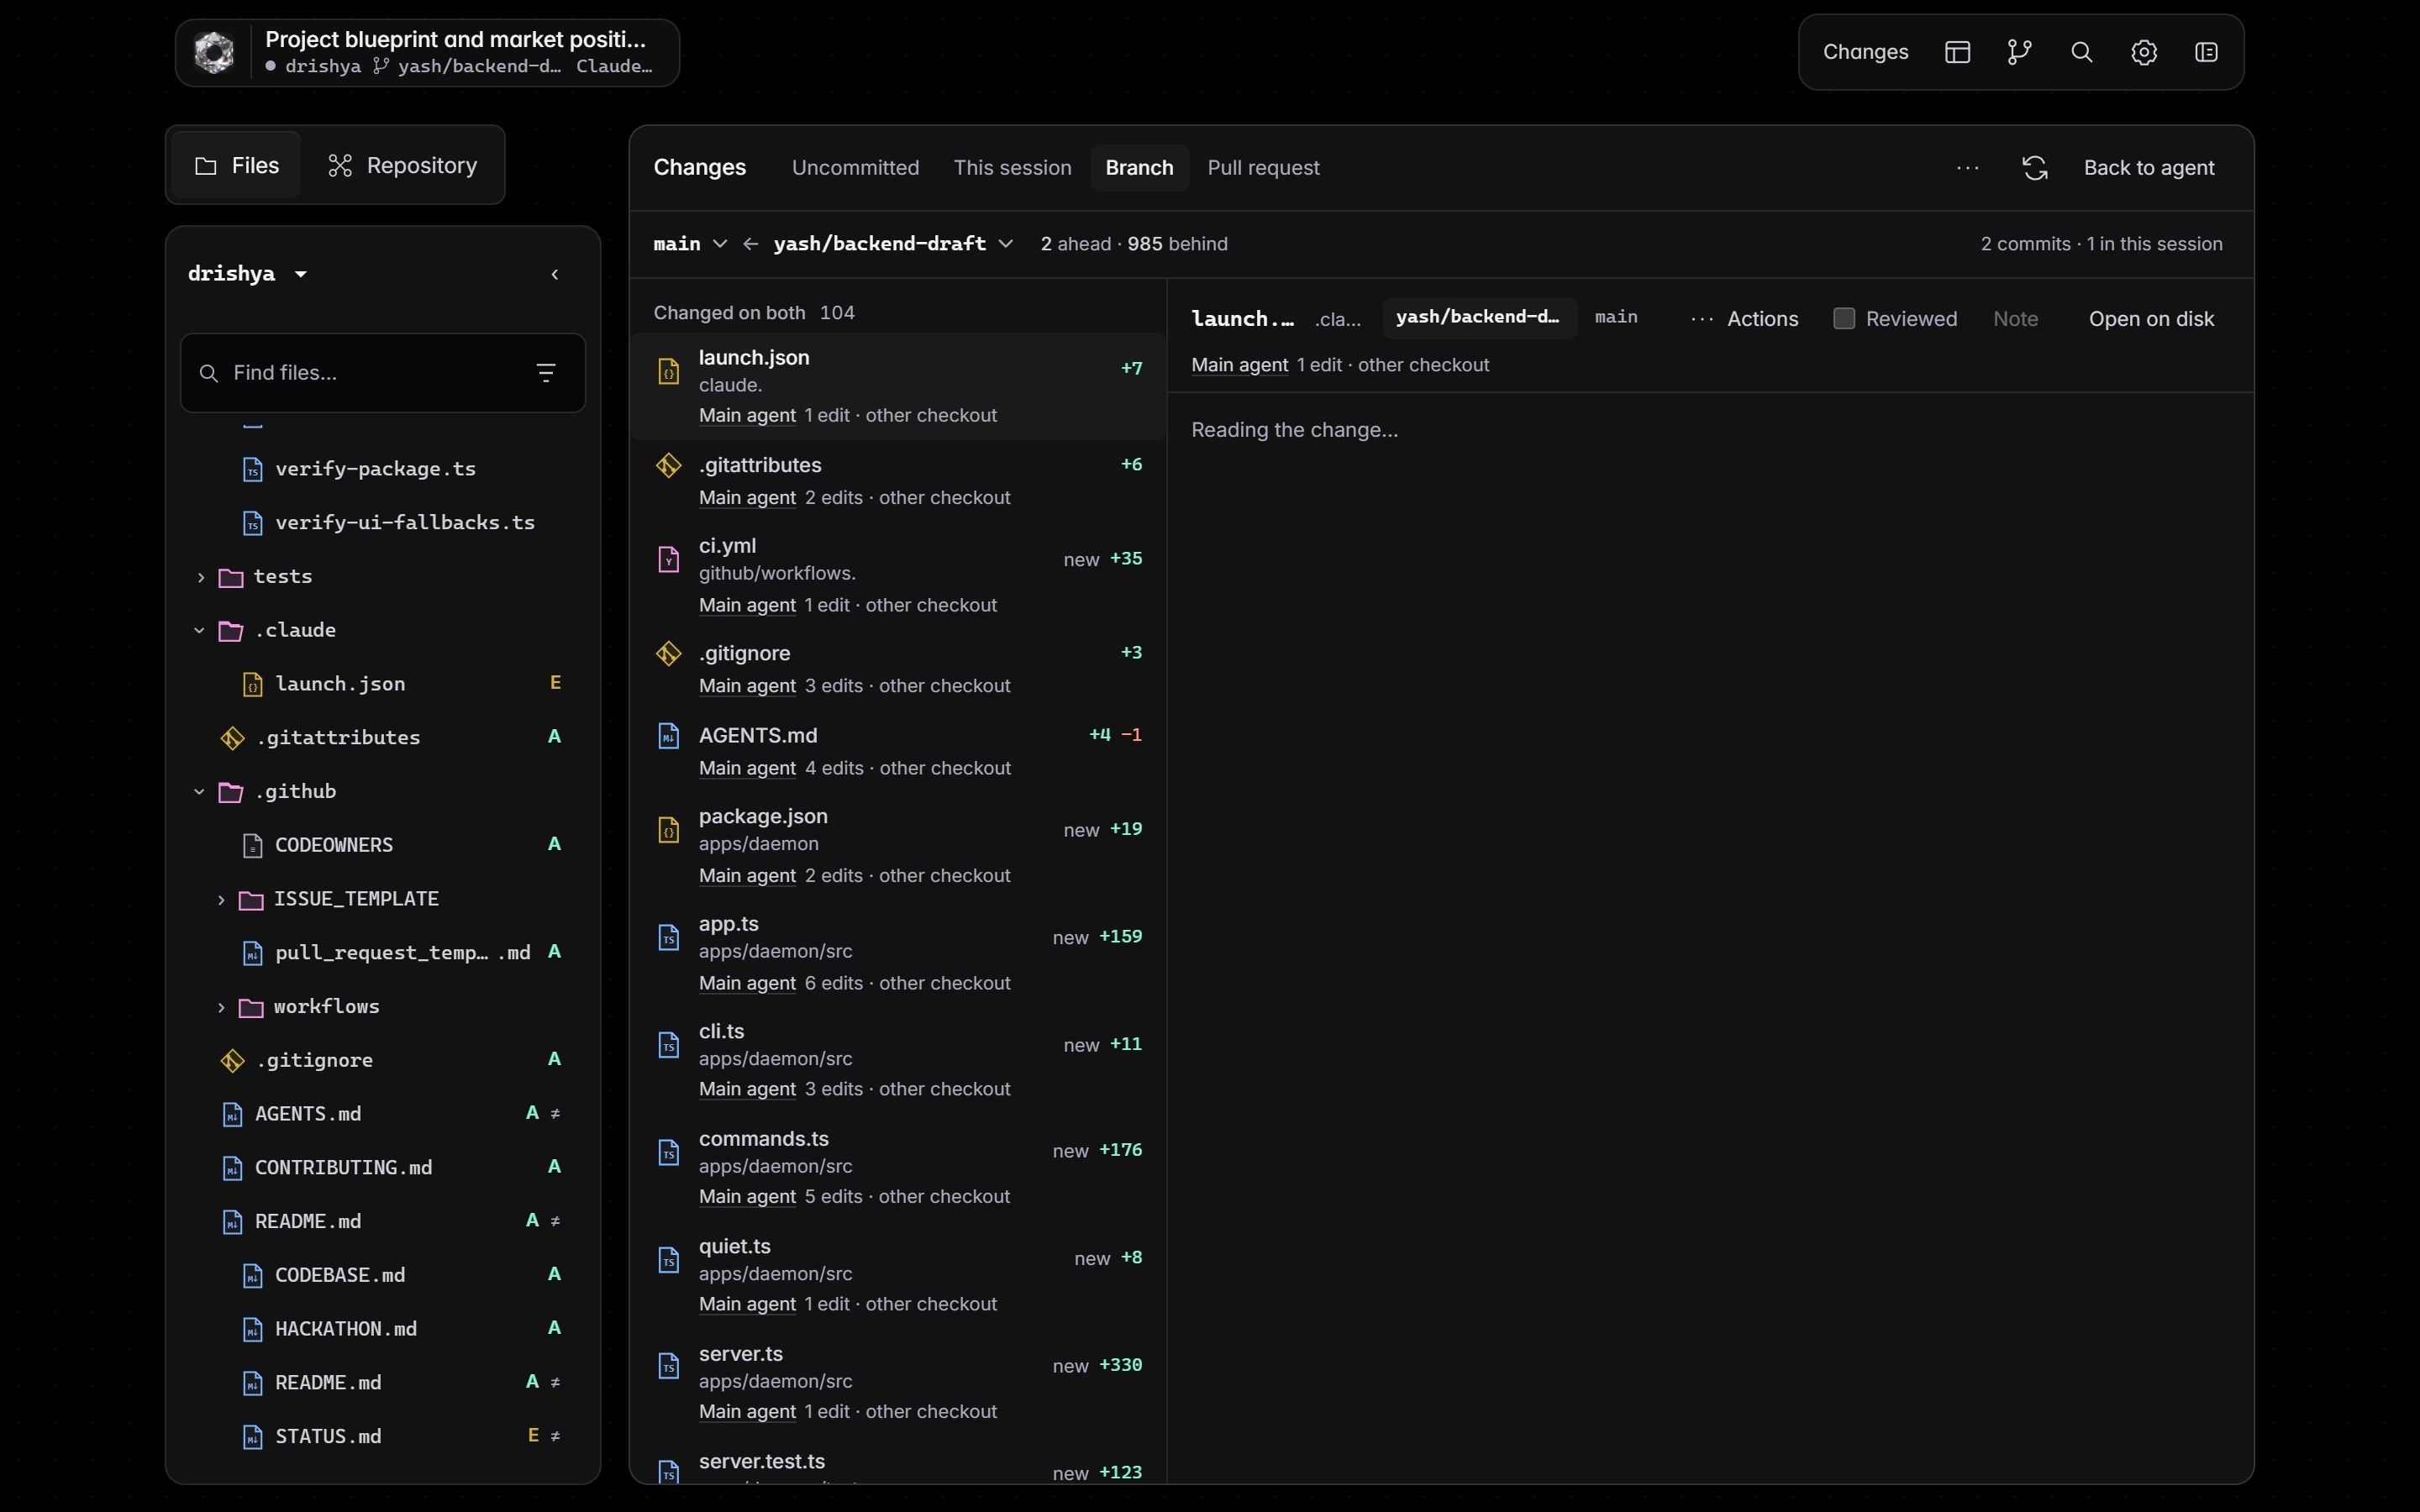 Project blueprint and market positi...
drishya yash/backend-d... Claude...
Changes
Files
Repository
drishya
Find files...
verify-package.ts
verify-ui-fallbacks.ts
tests
.claude
launch.json E
.gitattributes A
.github
CODEOWNERS A
ISSUE_TEMPLATE
pull_request_temp... .md A
workflows
.gitignore A
AGENTS.md A ≠
CONTRIBUTING.md A
README.md A ≠
CODEBASE.md A
HACKATHON.md A
README.md A ≠
STATUS.md E ≠
Changes Uncommitted This session Branch Pull request ... Back to agent
main ← yash/backend-draft 2 ahead · 985 behind 2 commits · 1 in this session
Changed on both 104
launch.json +7
claude.
Main agent 1 edit · other checkout
.gitattributes +6
Main agent 2 edits · other checkout
ci.yml new +35
github/workflows.
Main agent 1 edit · other checkout
.gitignore +3
Main agent 3 edits · other checkout
AGENTS.md +4 −1
Main agent 4 edits · other checkout
package.json new +19
apps/daemon
Main agent 2 edits · other checkout
app.ts new +159
apps/daemon/src
Main agent 6 edits · other checkout
cli.ts new +11
apps/daemon/src
Main agent 3 edits · other checkout
commands.ts new +176
apps/daemon/src
Main agent 5 edits · other checkout
quiet.ts new +8
apps/daemon/src
Main agent 1 edit · other checkout
server.ts new +330
apps/daemon/src
Main agent 1 edit · other checkout
server.test.ts new +123
launch.... .cla... yash/backend-d... main ... Actions Reviewed Note Open on disk
Main agent 1 edit · other checkout
Reading the change...